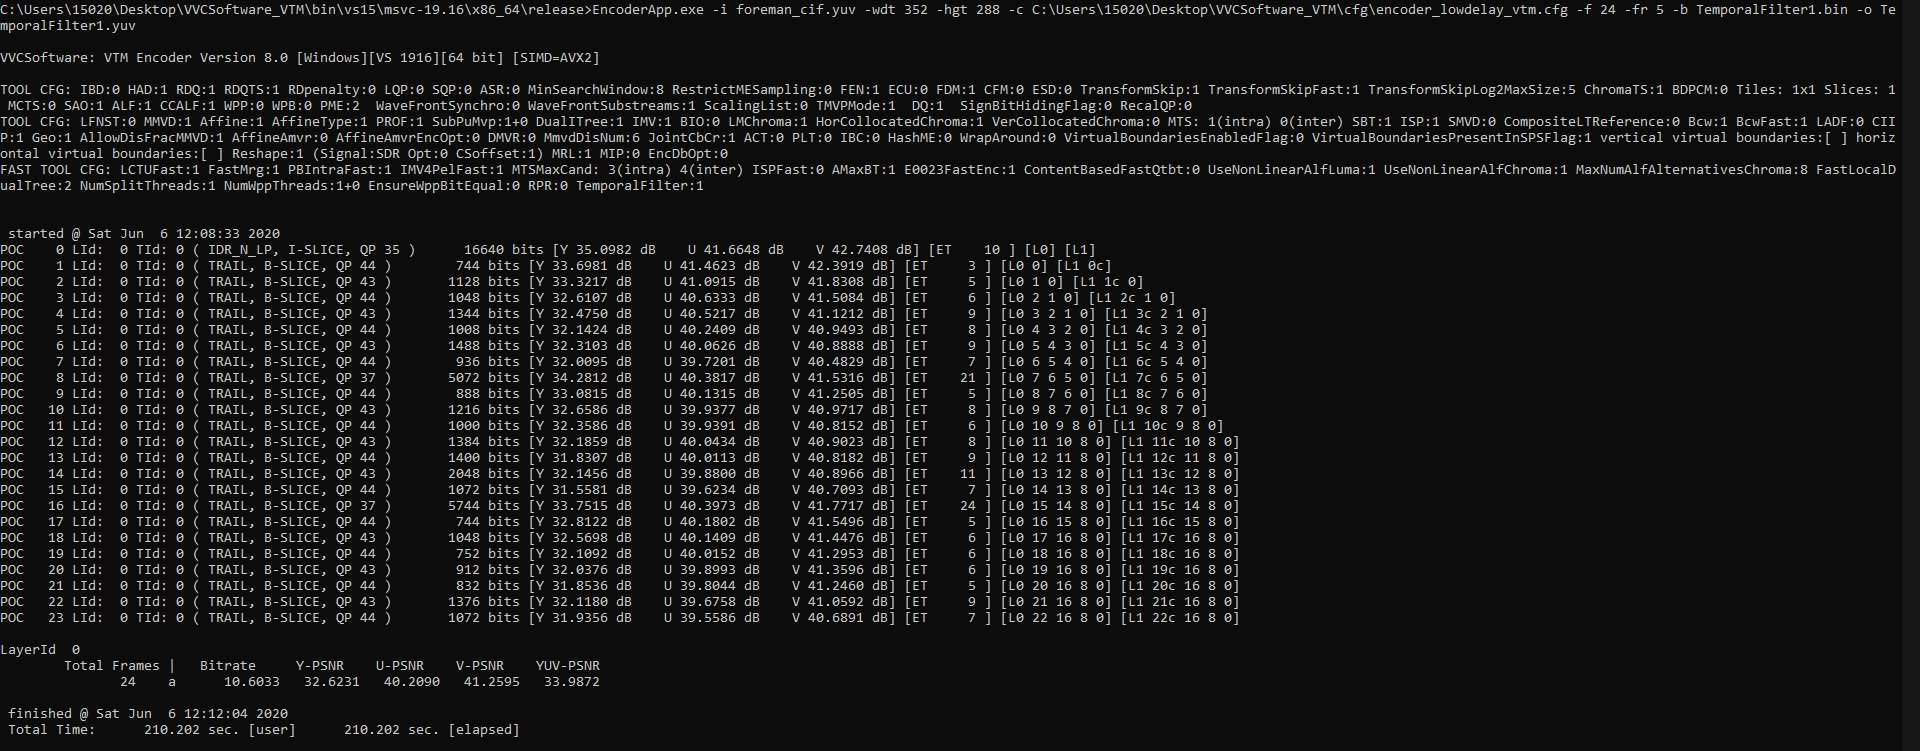 C:\Users\15020\Desktop\VVCSoftware_VTM\bin\vs15\msvc-19.16\x86_64\release>EncoderApp.exe -i foreman_cif.yuv -wdt 352 -hgt 288 -c C:\Users\15020\Desktop\VVCSoftware_VTM\cfg\encoder_lowdelay_vtm.cfg -f 24 -fr 5 -b TemporalFilter1.bin -o Te
mporalFilter1.yuv
VVCSoftware: VTM Encoder Version 8.0 [Windows][VS 1916][64 bit] [SIMD=AVX2]
TOOL CFG: IBD:0 HAD:1 RDQ:1 RDQTS:1 RDpenalty:0 LQP:0 SQP:0 ASR:0 MinSearchWindow:8 RestrictMESampling:0 FEN:1 ECU:0 FDM:1 CFM:0 ESD:0 TransformSkip:1 TransformSkipFast:1 TransformSkipLog2MaxSize:5 ChromaTS:1 BDPCM:0 Tiles: 1x1 Slices: 1
MCTS:0 SAO:1 ALF:1 CCALF:1 WPP:0 WPB:0 PME:2  WaveFrontSynchro:0 WaveFrontSubstreams:1 ScalingList:0 TMVPMode:1  DQ:1  SignBitHidingFlag:0 RecalQP:0
TOOL CFG: LFNST:0 MMVD:1 Affine:1 AffineType:1 PROF:1 SubPuMvp:1+0 DualITree:1 IMV:1 BIO:0 LMChroma:1 HorCollocatedChroma:1 VerCollocatedChroma:0 MTS: 1(intra) 0(inter) SBT:1 ISP:1 SMVD:0 CompositeLTReference:0 Bcw:1 BcwFast:1 LADF:0 CII
P:1 Geo:1 AllowDisFracMMVD:1 AffineAmvr:0 AffineAmvrEncOpt:0 DMVR:0 MmvdDisNum:6 JointCbCr:1 ACT:0 PLT:0 IBC:0 HashME:0 WrapAround:0 VirtualBoundariesEnabledFlag:0 VirtualBoundariesPresentInSPSFlag:1 vertical virtual boundaries:[ ] horiz
ontal virtual boundaries:[ ] Reshape:1 (Signal:SDR Opt:0 CSoffset:1) MRL:1 MIP:0 EncDbOpt:0
FAST TOOL CFG: LCTUFast:1 FastMrg:1 PBIntraFast:1 IMV4PelFast:1 MTSMaxCand: 3(intra) 4(inter) ISPFast:0 AMaxBT:1 E0023FastEnc:1 ContentBasedFastQtbt:0 UseNonLinearAlfLuma:1 UseNonLinearAlfChroma:1 MaxNumAlfAlternativesChroma:8 FastLocalD
ualTree:2 NumSplitThreads:1 NumWppThreads:1+0 EnsureWppBitEqual:0 RPR:0 TemporalFilter:1
started @ Sat Jun  6 12:08:33 2020
POC    0 LId:  0 TId: 0 ( IDR_N_LP, I-SLICE, QP 35 )      16640 bits [Y 35.0982 dB    U 41.6648 dB    V 42.7408 dB] [ET    10 ] [L0] [L1]
POC    1 LId:  0 TId: 0 ( TRAIL, B-SLICE, QP 44 )        744 bits [Y 33.6981 dB    U 41.4623 dB    V 42.3919 dB] [ET     3 ] [L0 0] [L1 0c]
POC    2 LId:  0 TId: 0 ( TRAIL, B-SLICE, QP 43 )       1128 bits [Y 33.3217 dB    U 41.0915 dB    V 41.8308 dB] [ET     5 ] [L0 1 0] [L1 1c 0]
POC    3 LId:  0 TId: 0 ( TRAIL, B-SLICE, QP 44 )       1048 bits [Y 32.6107 dB    U 40.6333 dB    V 41.5084 dB] [ET     6 ] [L0 2 1 0] [L1 2c 1 0]
POC    4 LId:  0 TId: 0 ( TRAIL, B-SLICE, QP 43 )       1344 bits [Y 32.4750 dB    U 40.5217 dB    V 41.1212 dB] [ET     9 ] [L0 3 2 1 0] [L1 3c 2 1 0]
POC    5 LId:  0 TId: 0 ( TRAIL, B-SLICE, QP 44 )       1008 bits [Y 32.1424 dB    U 40.2409 dB    V 40.9493 dB] [ET     8 ] [L0 4 3 2 0] [L1 4c 3 2 0]
POC    6 LId:  0 TId: 0 ( TRAIL, B-SLICE, QP 43 )       1488 bits [Y 32.3103 dB    U 40.0626 dB    V 40.8888 dB] [ET     9 ] [L0 5 4 3 0] [L1 5c 4 3 0]
POC    7 LId:  0 TId: 0 ( TRAIL, B-SLICE, QP 44 )        936 bits [Y 32.0095 dB    U 39.7201 dB    V 40.4829 dB] [ET     7 ] [L0 6 5 4 0] [L1 6c 5 4 0]
POC    8 LId:  0 TId: 0 ( TRAIL, B-SLICE, QP 37 )       5072 bits [Y 34.2812 dB    U 40.3817 dB    V 41.5316 dB] [ET    21 ] [L0 7 6 5 0] [L1 7c 6 5 0]
POC    9 LId:  0 TId: 0 ( TRAIL, B-SLICE, QP 44 )        888 bits [Y 33.0815 dB    U 40.1315 dB    V 41.2505 dB] [ET     5 ] [L0 8 7 6 0] [L1 8c 7 6 0]
POC   10 LId:  0 TId: 0 ( TRAIL, B-SLICE, QP 43 )       1216 bits [Y 32.6586 dB    U 39.9377 dB    V 40.9717 dB] [ET     8 ] [L0 9 8 7 0] [L1 9c 8 7 0]
POC   11 LId:  0 TId: 0 ( TRAIL, B-SLICE, QP 44 )       1000 bits [Y 32.3586 dB    U 39.9391 dB    V 40.8152 dB] [ET     6 ] [L0 10 9 8 0] [L1 10c 9 8 0]
POC   12 LId:  0 TId: 0 ( TRAIL, B-SLICE, QP 43 )       1384 bits [Y 32.1859 dB    U 40.0434 dB    V 40.9023 dB] [ET     8 ] [L0 11 10 8 0] [L1 11c 10 8 0]
POC   13 LId:  0 TId: 0 ( TRAIL, B-SLICE, QP 44 )       1400 bits [Y 31.8307 dB    U 40.0113 dB    V 40.8182 dB] [ET     9 ] [L0 12 11 8 0] [L1 12c 11 8 0]
POC   14 LId:  0 TId: 0 ( TRAIL, B-SLICE, QP 43 )       2048 bits [Y 32.1456 dB    U 39.8800 dB    V 40.8966 dB] [ET    11 ] [L0 13 12 8 0] [L1 13c 12 8 0]
POC   15 LId:  0 TId: 0 ( TRAIL, B-SLICE, QP 44 )       1072 bits [Y 31.5581 dB    U 39.6234 dB    V 40.7093 dB] [ET     7 ] [L0 14 13 8 0] [L1 14c 13 8 0]
POC   16 LId:  0 TId: 0 ( TRAIL, B-SLICE, QP 37 )       5744 bits [Y 33.7515 dB    U 40.3973 dB    V 41.7717 dB] [ET    24 ] [L0 15 14 8 0] [L1 15c 14 8 0]
POC   17 LId:  0 TId: 0 ( TRAIL, B-SLICE, QP 44 )        744 bits [Y 32.8122 dB    U 40.1802 dB    V 41.5496 dB] [ET     5 ] [L0 16 15 8 0] [L1 16c 15 8 0]
POC   18 LId:  0 TId: 0 ( TRAIL, B-SLICE, QP 43 )       1048 bits [Y 32.5698 dB    U 40.1409 dB    V 41.4476 dB] [ET     6 ] [L0 17 16 8 0] [L1 17c 16 8 0]
POC   19 LId:  0 TId: 0 ( TRAIL, B-SLICE, QP 44 )        752 bits [Y 32.1092 dB    U 40.0152 dB    V 41.2953 dB] [ET     6 ] [L0 18 16 8 0] [L1 18c 16 8 0]
POC   20 LId:  0 TId: 0 ( TRAIL, B-SLICE, QP 43 )        912 bits [Y 32.0376 dB    U 39.8993 dB    V 41.3596 dB] [ET     6 ] [L0 19 16 8 0] [L1 19c 16 8 0]
POC   21 LId:  0 TId: 0 ( TRAIL, B-SLICE, QP 44 )        832 bits [Y 31.8536 dB    U 39.8044 dB    V 41.2460 dB] [ET     5 ] [L0 20 16 8 0] [L1 20c 16 8 0]
POC   22 LId:  0 TId: 0 ( TRAIL, B-SLICE, QP 43 )       1376 bits [Y 32.1180 dB    U 39.6758 dB    V 41.0592 dB] [ET     9 ] [L0 21 16 8 0] [L1 21c 16 8 0]
POC   23 LId:  0 TId: 0 ( TRAIL, B-SLICE, QP 44 )       1072 bits [Y 31.9356 dB    U 39.5586 dB    V 40.6891 dB] [ET     7 ] [L0 22 16 8 0] [L1 22c 16 8 0]
LayerId  0
Total Frames |   Bitrate     Y-PSNR    U-PSNR    V-PSNR    YUV-PSNR
24    a      10.6033   32.6231   40.2090   41.2595   33.9872
finished @ Sat Jun  6 12:12:04 2020
Total Time:      210.202 sec. [user]      210.202 sec. [elapsed]